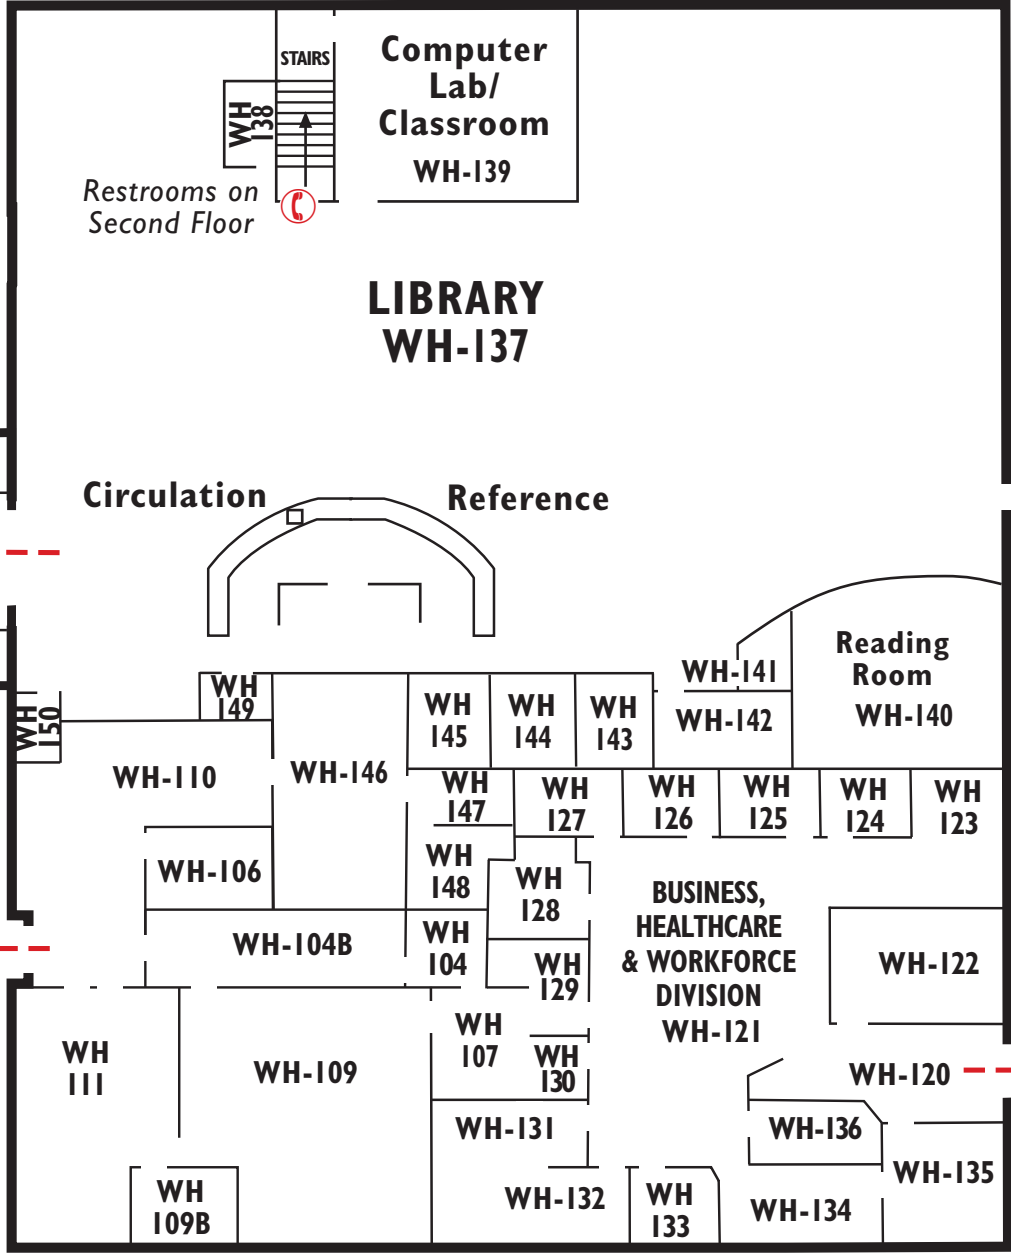 STAIRS
Computer
Lab/
Classroom
WH-139
WH
138
Restrooms on
Second Floor
LIBRARY
WH-137
Circulation
Reference
Reading
Room
WH-140
WH-141
WH-142
WH
149
WH
150
WH
145
WH
144
WH
143
WH-110
WH-146
WH
147
WH
127
WH
126
WH
125
WH
124
WH
123
WH-106
WH
148
WH
128
BUSINESS,
HEALTHCARE
& WORKFORCE
DIVISION
WH-121
WH-104B
WH
104
WH
129
WH-122
WH
111
WH-109
WH
107
WH
130
WH-120
WH-131
WH-136
WH-135
WH
109B
WH-132
WH
133
WH-134